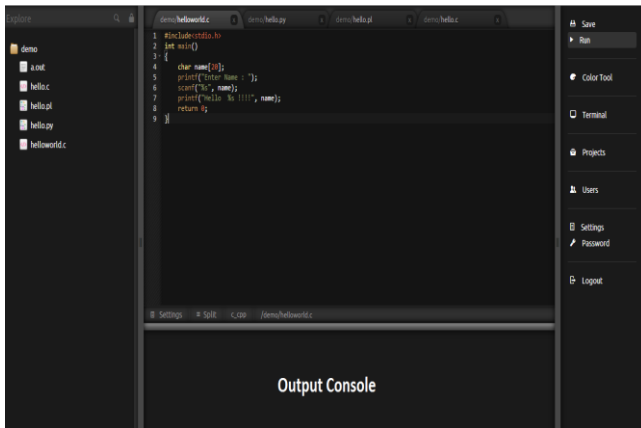 Explore
demo
a.out
hello.c
hello.pl
hello.py
helloworld.c
demo/helloworld.c
demo/hello.py
demo/hello.pl
demo/hello.c
1 #include<stdio.h>
2 int main()
3 {
4 char name[20];
5 printf("Enter Name : ");
6 scanf("%s", name);
7 printf("Hello %s !!!!", name);
8 return 0;
9 }
Settings Split c_cpp /demo/helloworld.c
Output Console
Save
Run
Color Tool
Terminal
Projects
Users
Settings
Password
Logout